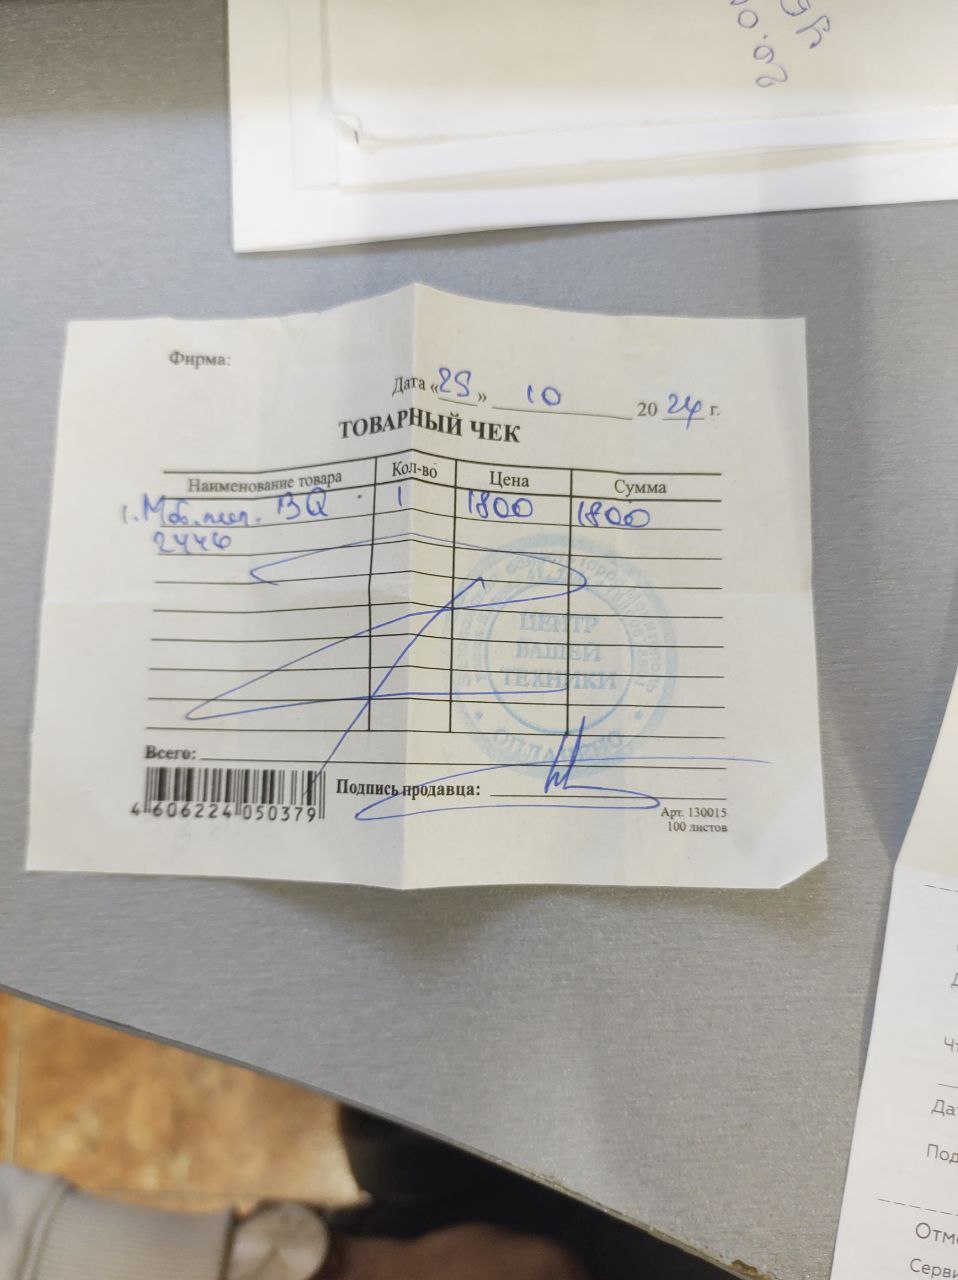 Фирма:
Дата «25» 10 2024 г.
ТОВАРНЫЙ ЧЕК
Наименование товара Кол-во Цена Сумма
1. Моб. тел. BQ 1 1800 1800
2446
ЦЕНТР
ВАШЕЙ
ТЕХНИКИ
ОПЛАЧЕНО
Всего:
4 606224 050379
Подпись продавца:
Арт. 130015
100 листов